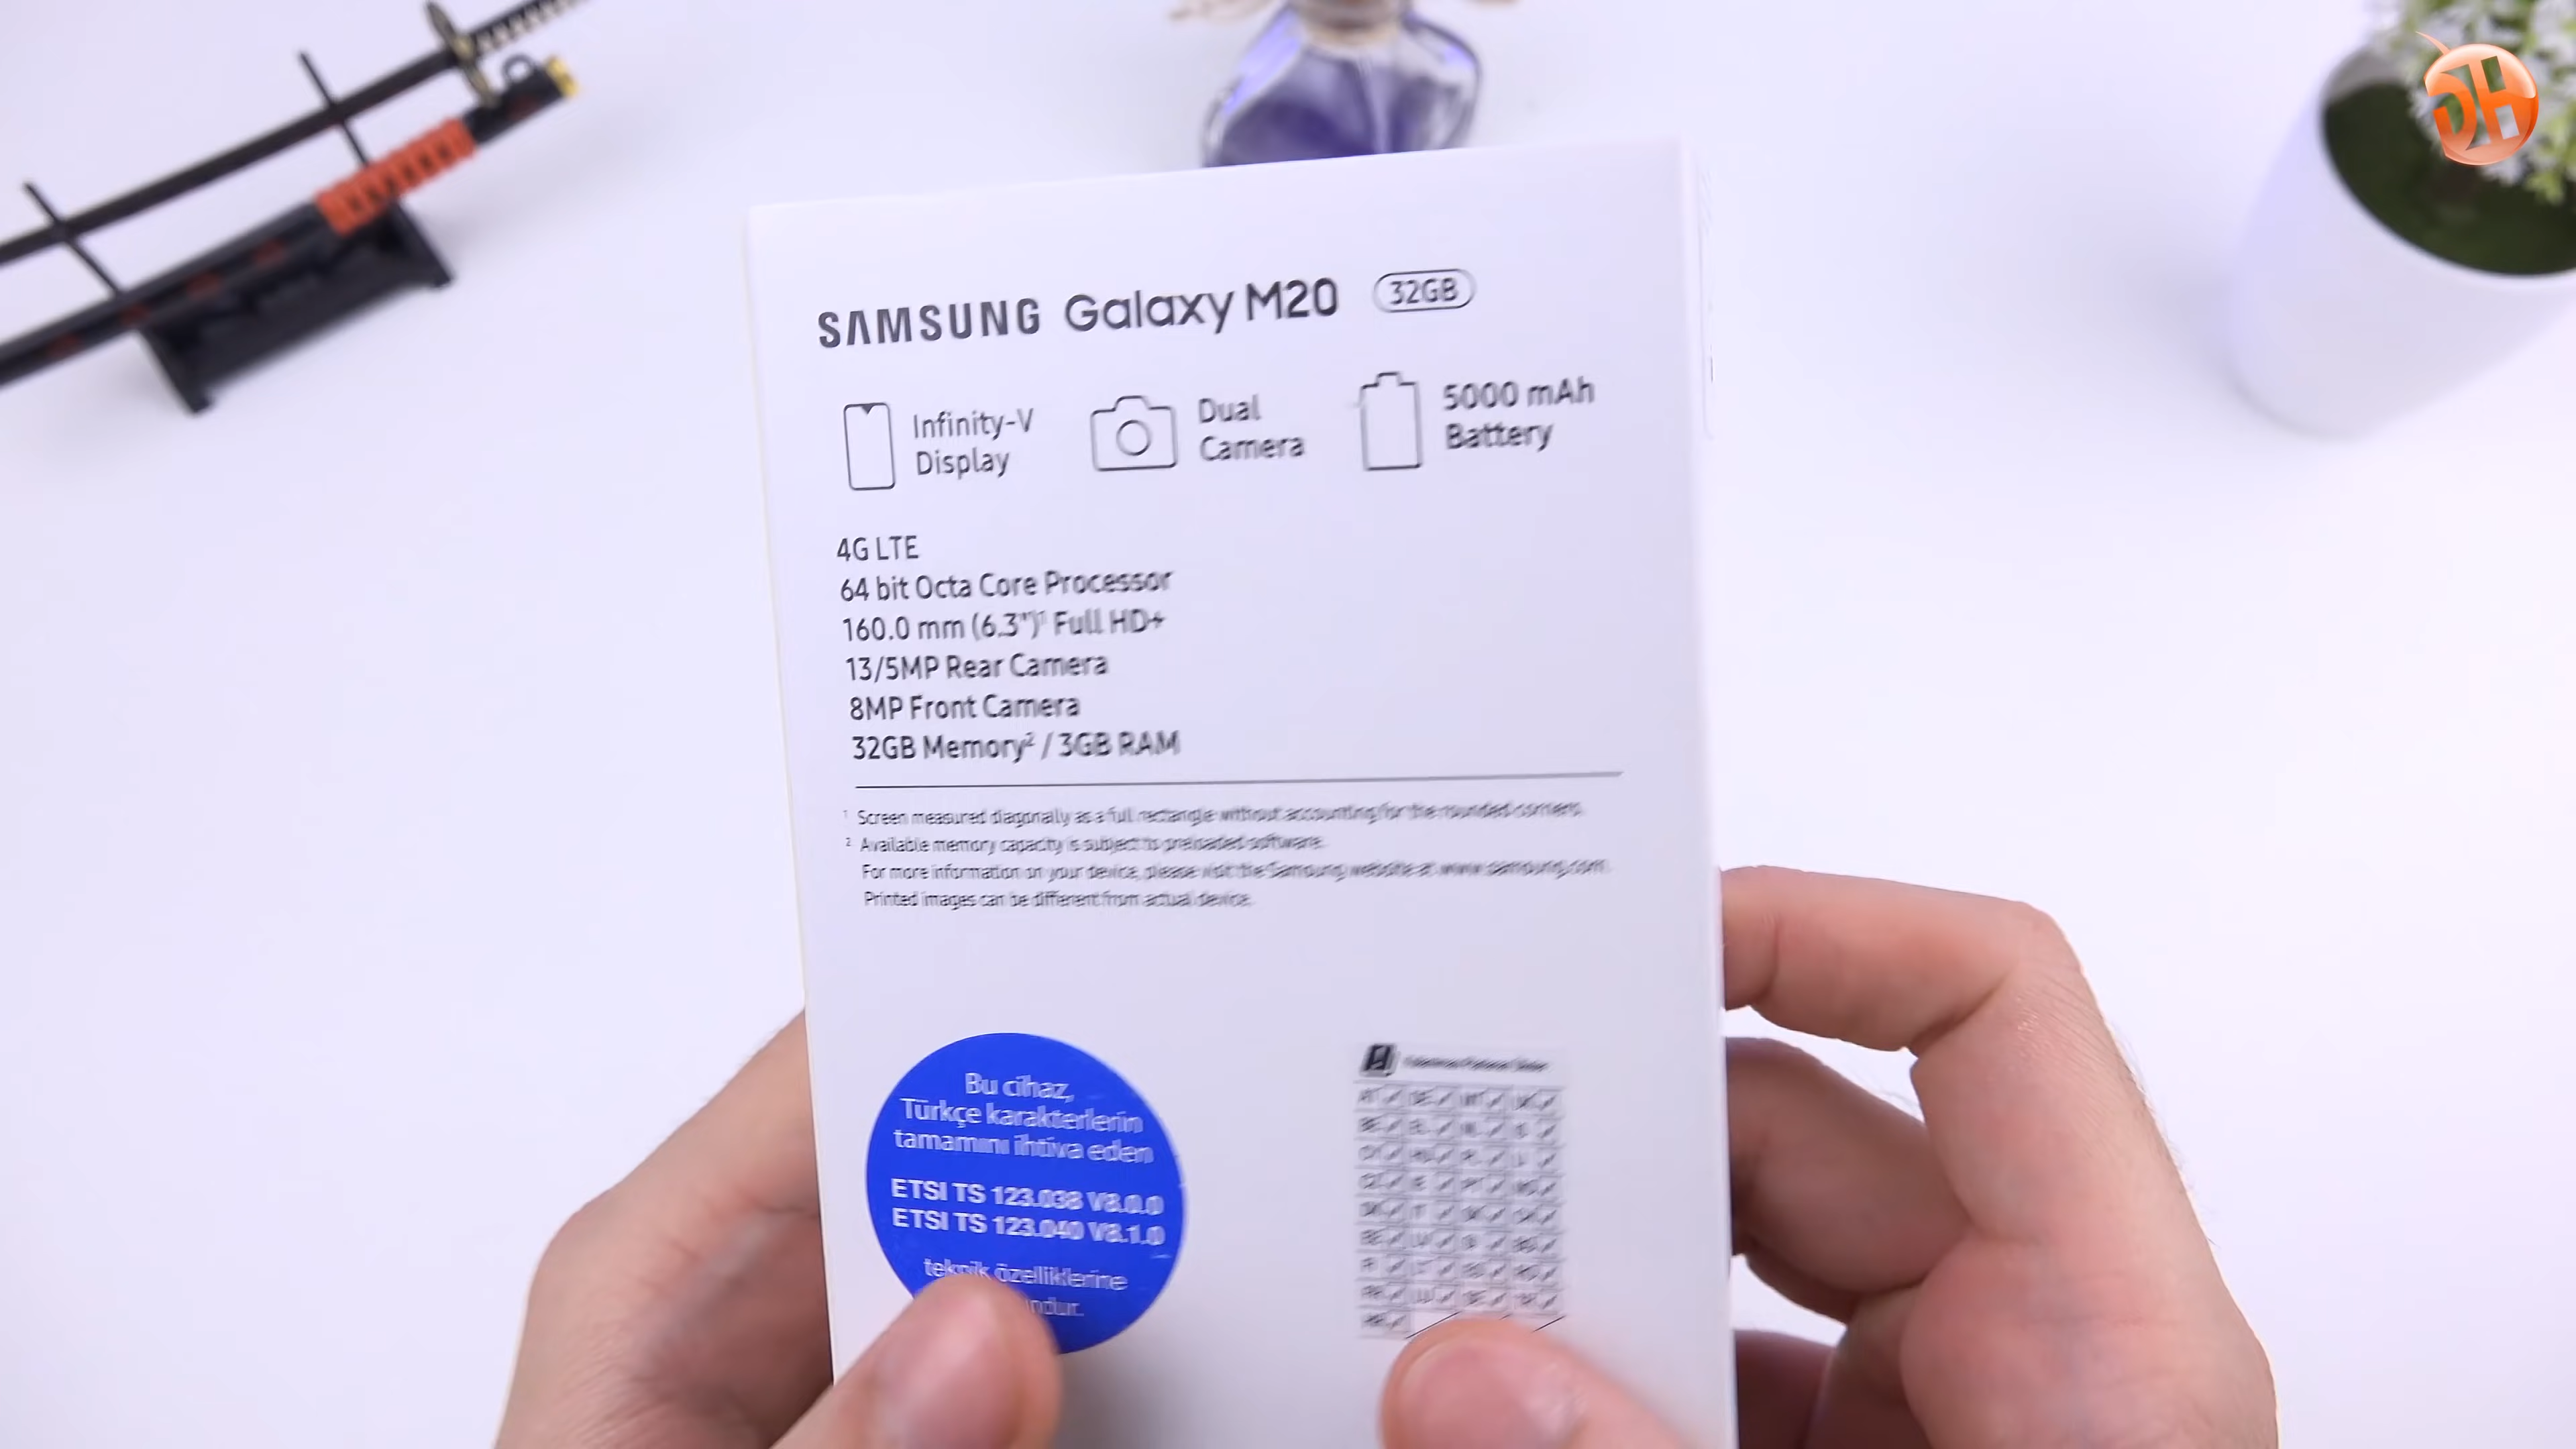 SAMSUNG Galaxy M20 32GB
Infinity-V
Display
Dual
Camera
5000 mAh
Battery
4G LTE
64 bit Octa Core Processor
160.0 mm (6.3")¹ Full HD+
13/5MP Rear Camera
8MP Front Camera
32GB Memory² / 3GB RAM
¹ Screen measured diagonally as a full rectangle without accounting for the rounded corners.
² Available memory capacity is subject to preloaded software.
For more information on your device, please visit the Samsung website at www.samsung.com.
Printed images can be different from actual device.
Bu cihaz,
Türkçe karakterlerin
tamamını ihtiva eden
ETSI TS 123.038 V8.0.0
ETSI TS 123.040 V8.1.0
teknik özelliklerine